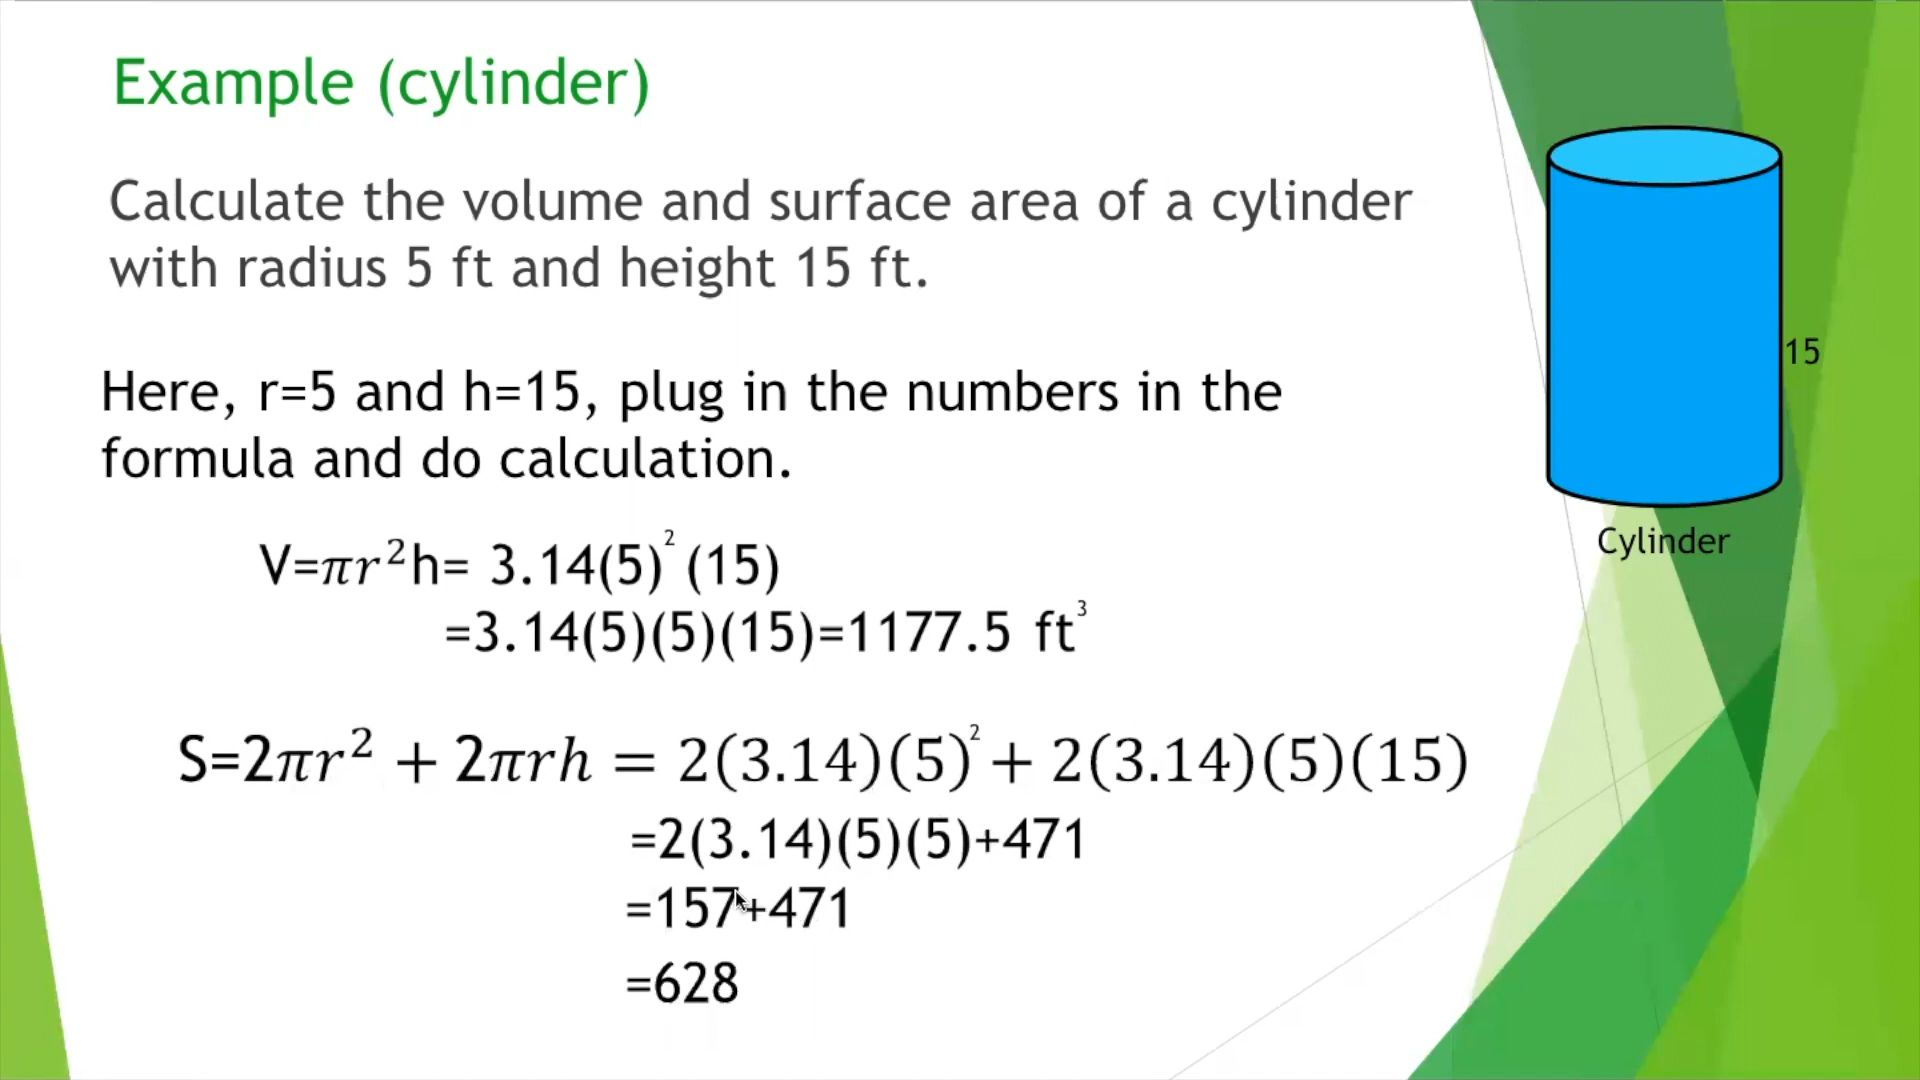 Example (cylinder)
Calculate the volume and surface area of a cylinder
with radius 5 ft and height 15 ft.
15
Here, r=5 and h=15, plug in the numbers in the
formula and do calculation.
Cylinder
V=𝜋𝑟²h= 3.14(5)² (15)
=3.14(5)(5)(15)=1177.5 ft³
S=2𝜋𝑟² + 2𝜋𝑟ℎ = 2(3.14)(5)² + 2(3.14)(5)(15)
=2(3.14)(5)(5)+471
=157+471
=628